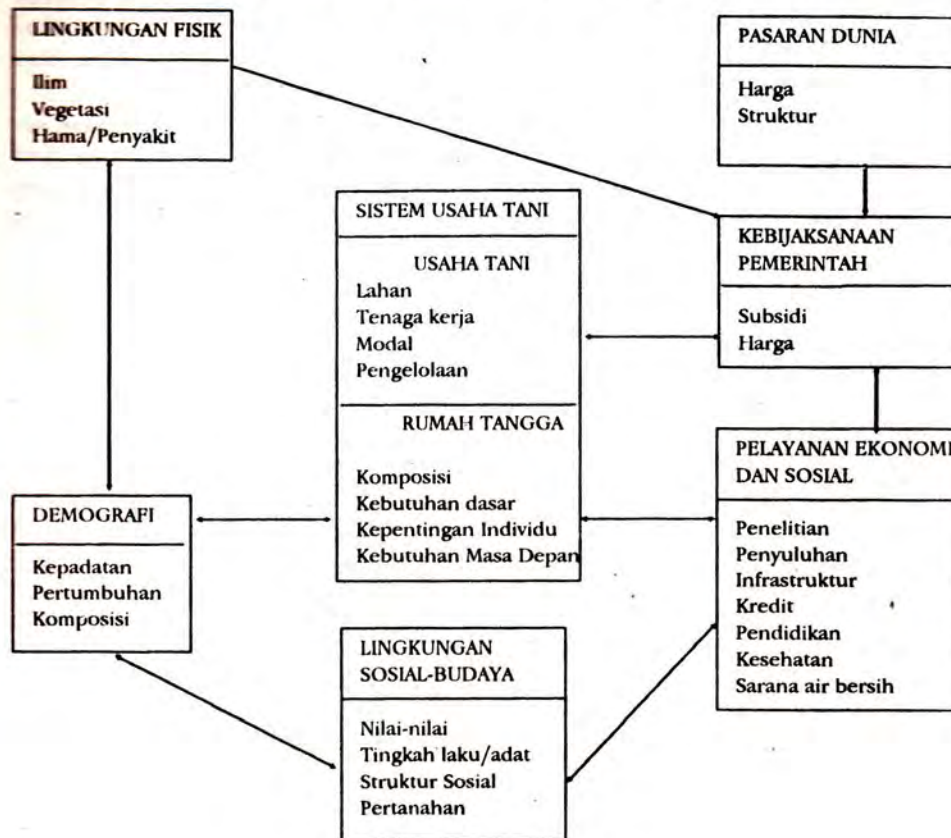 LINGKUNGAN FISIK
Ilim
Vegetasi
Hama/Penyakit
PASARAN DUNIA
Harga
Struktur
SISTEM USAHA TANI
USAHA TANI
Lahan
Tenaga kerja
Modal
Pengelolaan
RUMAH TANGGA
Komposisi
Kebutuhan dasar
Kepentingan Individu
Kebutuhan Masa Depan
KEBIJAKSANAAN
PEMERINTAH
Subsidi
Harga
PELAYANAN EKONOMI
DAN SOSIAL
Penelitian
Penyuluhan
Infrastruktur
Kredit
Pendidikan
Kesehatan
Sarana air bersih
DEMOGRAFI
Kepadatan
Pertumbuhan
Komposisi
LINGKUNGAN
SOSIAL-BUDAYA
Nilai-nilai
Tingkah laku/adat
Struktur Sosial
Pertanahan